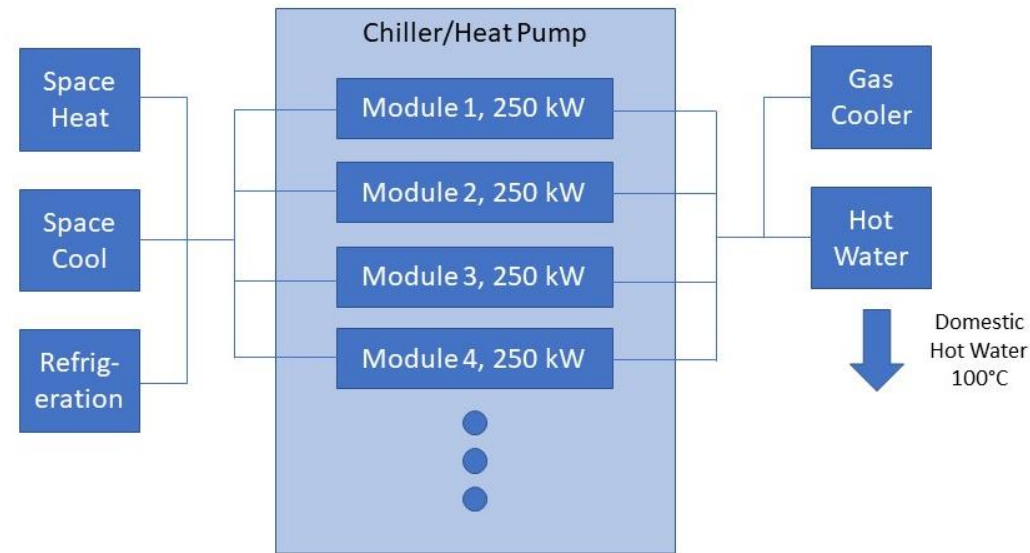 Chiller/Heat Pump
Space
Heat
Space
Cool
Refrig-
eration
Module 1, 250 kW
Module 2, 250 kW
Module 3, 250 kW
Module 4, 250 kW
Gas
Cooler
Hot
Water
Domestic
Hot Water
100°C